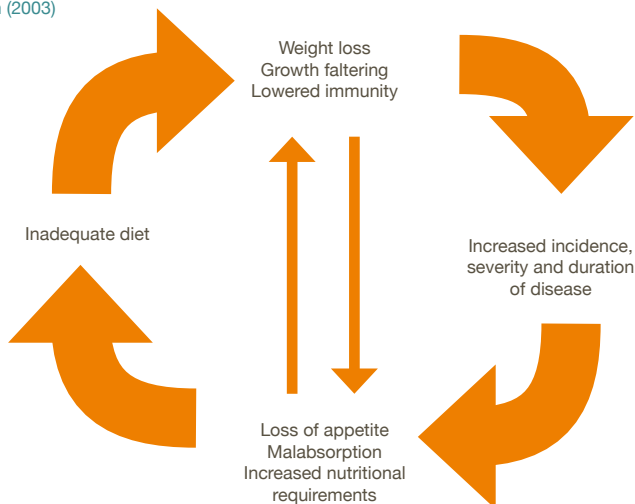 (2003)
Weight loss
Growth faltering
Lowered immunity
Inadequate diet
Increased incidence,
severity and duration
of disease
Loss of appetite
Malabsorption
Increased nutritional
requirements